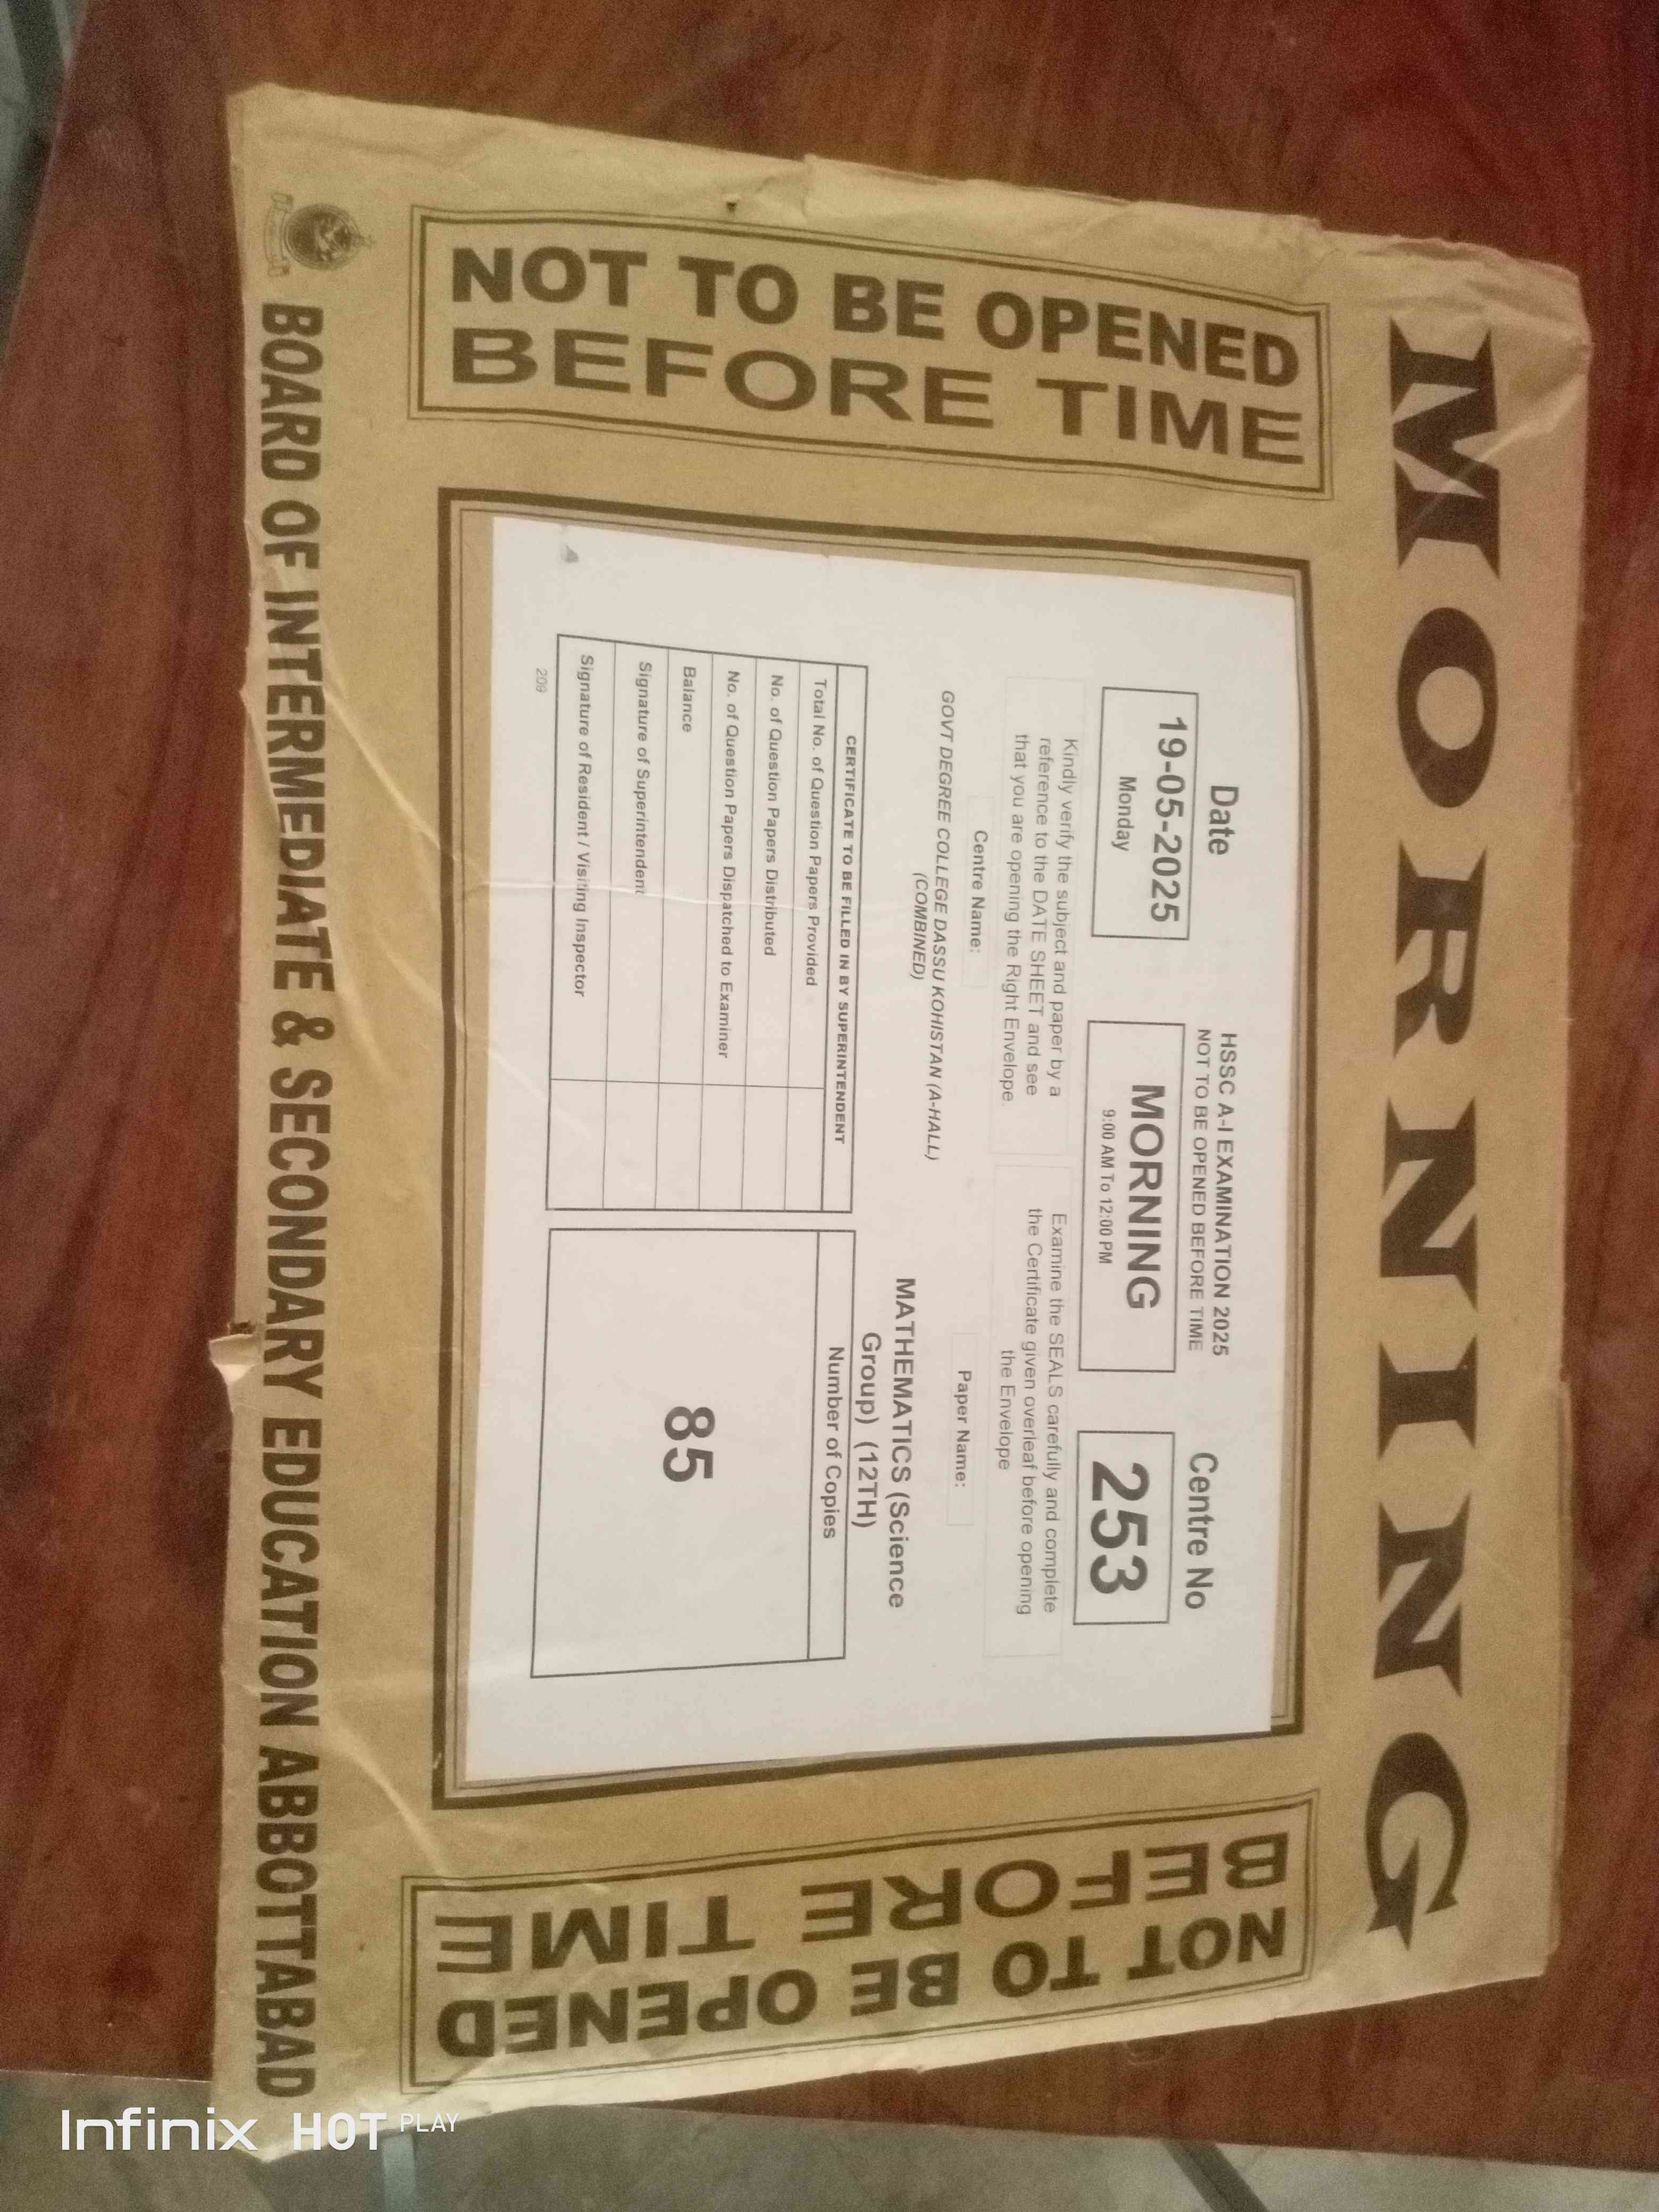 MORNING
NOT TO BE OPENED
BEFORE TIME
Date
19-05-2025
Monday
HSSC A-I EXAMINATION 2025
NOT TO BE OPENED BEFORE TIME
MORNING
9:00 AM To 12:00 PM
Centre No
253
Kindly verify the subject and paper by a
reference to the DATE SHEET and see
that you are opening the Right Envelope.
Examine the SEALS carefully and complete
the Certificate given overleaf before opening
the Envelope
Centre Name:
GOVT DEGREE COLLEGE DASSU KOHISTAN (A-HALL)
(COMBINED)
Paper Name:
MATHEMATICS (Science
Group) (12TH)
CERTIFICATE TO BE FILLED IN BY SUPERINTENDENT
Total No. of Question Papers Provided
No. of Question Papers Distributed
No. of Question Papers Dispatched to Examiner
Balance
Signature of Superintendent
Signature of Resident / Visiting Inspector
Number of Copies
85
209
NOT TO BE OPENED
BEFORE TIME
BOARD OF INTERMEDIATE & SECONDARY EDUCATION ABBOTTABAD
Infinix HOT PLAY